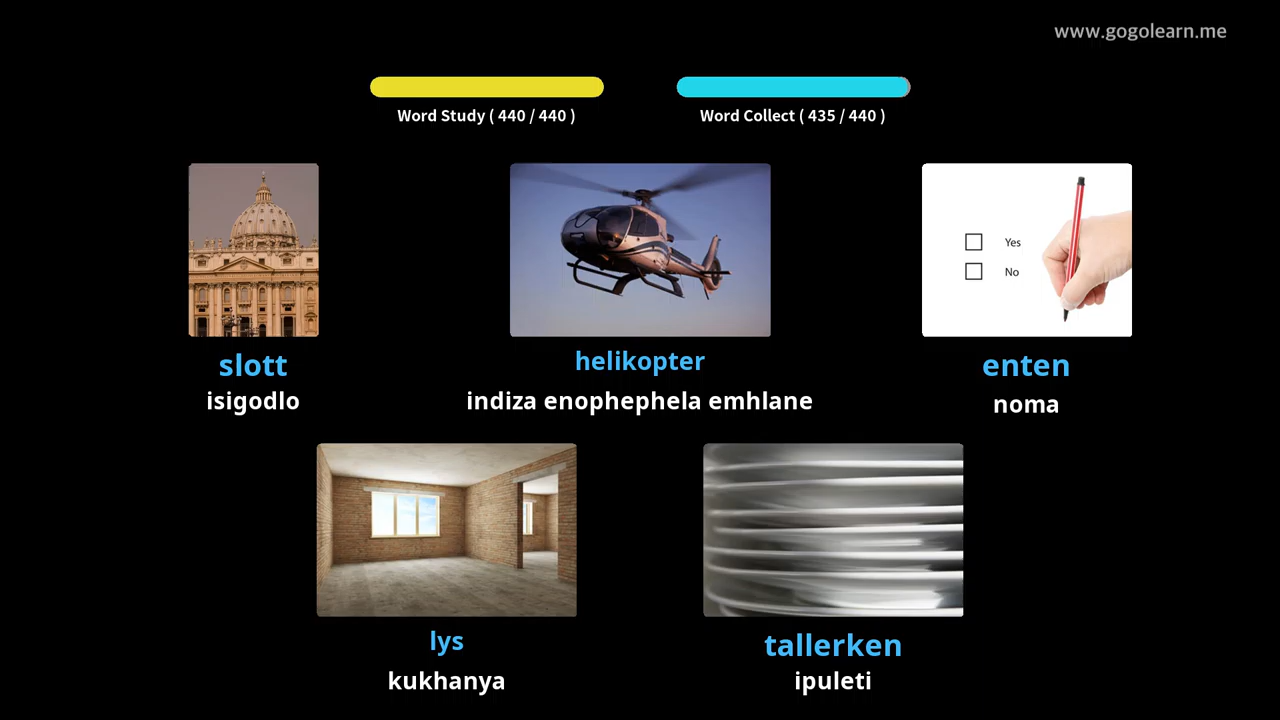 www.gogolearn.me
Word Study ( 440 / 440 )
Word Collect ( 435 / 440 )
Yes
No
slott
isigodlo
helikopter
indiza enophephela emhlane
enten
noma
lys
kukhanya
tallerken
ipuleti